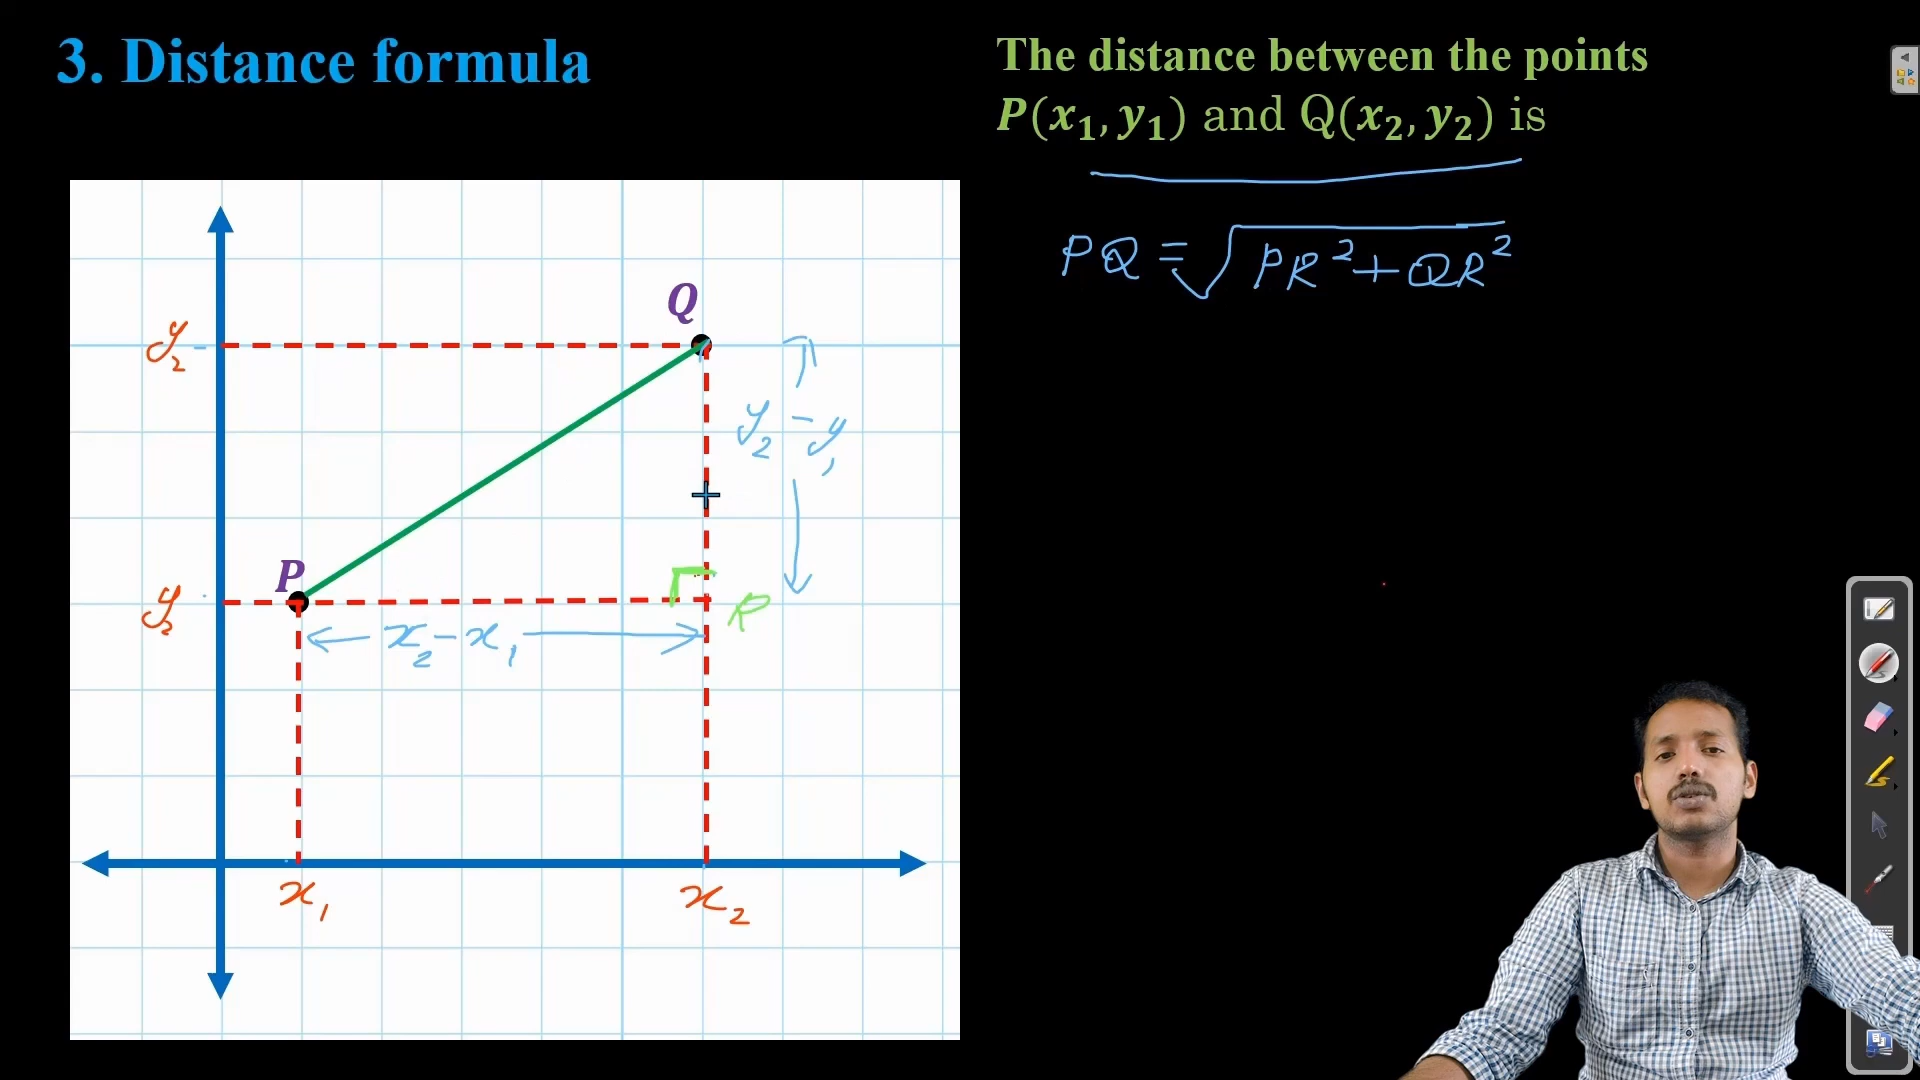 3. Distance formula
The distance between the points
P(x₁, y₁) and Q(x₂, y₂) is
PQ = √(PR² + QR²)
Q
y₂
y₂ - y₁
P
y₂
R
x₂ - x₁
x₁
x₂